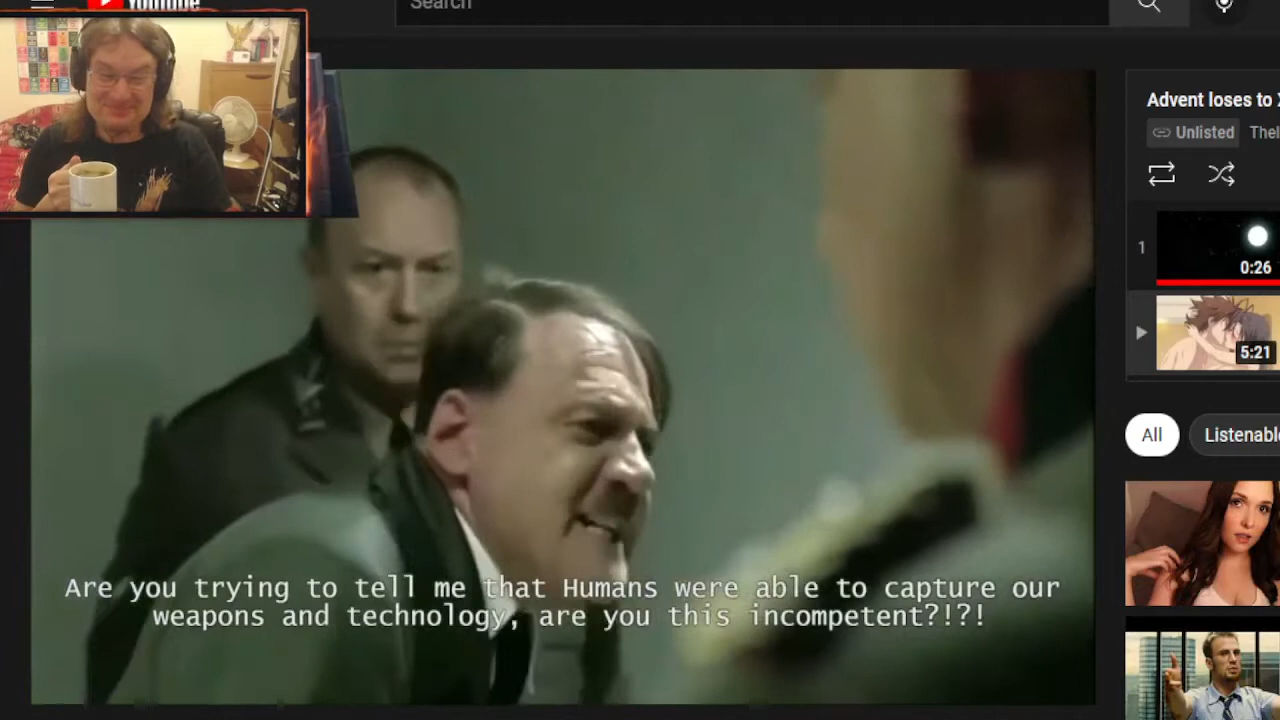 YouTube
Search
Advent loses to
Unlisted
1
0:26
5:21
All
Are you trying to tell me that Humans were able to capture our
weapons and technology, are you this incompetent?!?!